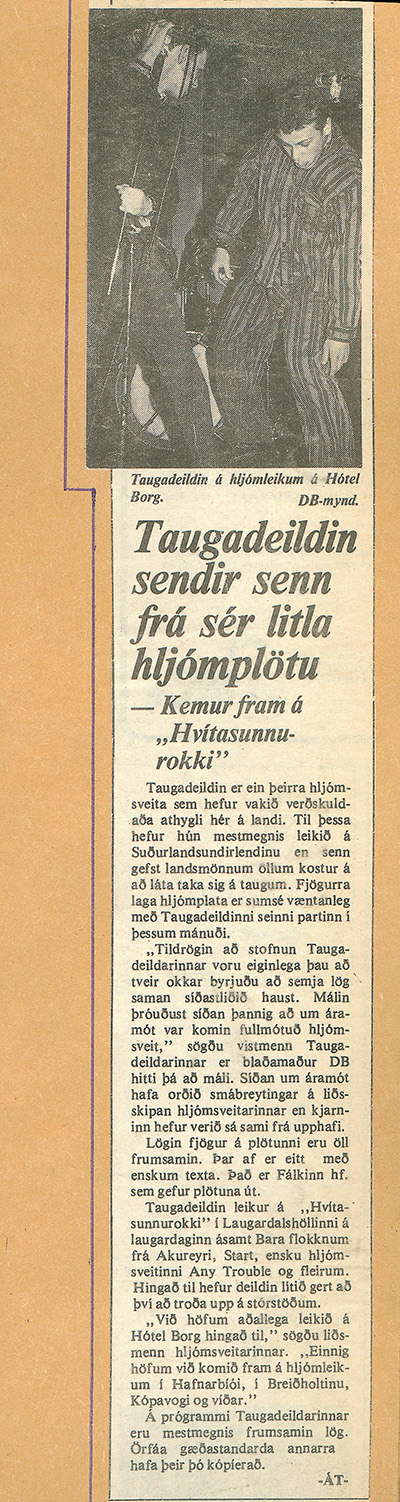 Taugadeildin á hljómleikum á Hótel
Borg. DB-mynd.
Taugadeildin
sendir senn
frá sér litla
hljómplötu
— Kemur fram á
„Hvítasunnu-
rokki”
Taugadeildin er ein þeirra hljóm-
sveita sem hefur vakið verðskuld-
aða athygli hér á landi. Til þessa
hefur hún mestmegnis leikið á
Suðurlandsundirlendinu en senn
gefst landsmönnum öllum kostur á
að láta taka sig á taugum. Fjögurra
laga hljómplata er sumsé væntanleg
með Taugadeildinni seinni partinn í
þessum mánuði.
„Tildrögin að stofnun Tauga-
deildarinnar voru eiginlega þau að
tveir okkar byrjuðu að semja lög
saman síðastliðið haust. Málin
þróuðust síðan þannig að um ára-
mót var komin fullmótuð hljóm-
sveit,” sögðu vistmenn Tauga-
deildarinnar er blaðamaður DB
hitti þá að máli. Síðan um áramót
hafa orðið smábreytingar á liðs-
skipan hljómsveitarinnar en kjarn-
inn hefur verið sá sami frá upphafi.
Lögin fjögur á plötunni eru öll
frumsamin. Þar af er eitt með
enskum texta. Það er Fálkinn hf.
sem gefur plötuna út.
Taugadeildin leikur á „Hvíta-
sunnurokki” í Laugardalshöllinni á
laugardaginn ásamt Bara flokknum
frá Akureyri, Start, ensku hljóm-
sveitinni Any Trouble og fleirum.
Hingað til hefur deildin lítið gert að
því að troða upp á stórstöðum.
„Við höfum aðallega leikið á
Hótel Borg hingað til,” sögðu liðs-
menn hljómsveitarinnar. „Einnig
höfum við komið fram á hljómleik-
um í Hafnarbíói, í Breiðholtinu,
Kópavogi og víðar.”
Á prógrammi Taugadeildarinnar
eru mestmegnis frumsamin lög.
Örfáa gæðastandarda annarra
hafa þeir þó kópíerað.
-ÁT-